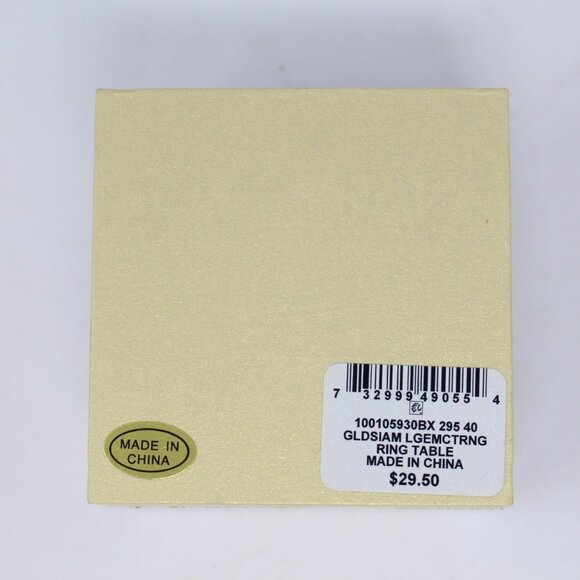 MADE IN
CHINA
7 32999 49055 4
100105930BX 295 40
GLDSIAM LGEMCTRNG
RING TABLE
MADE IN CHINA
$29.50